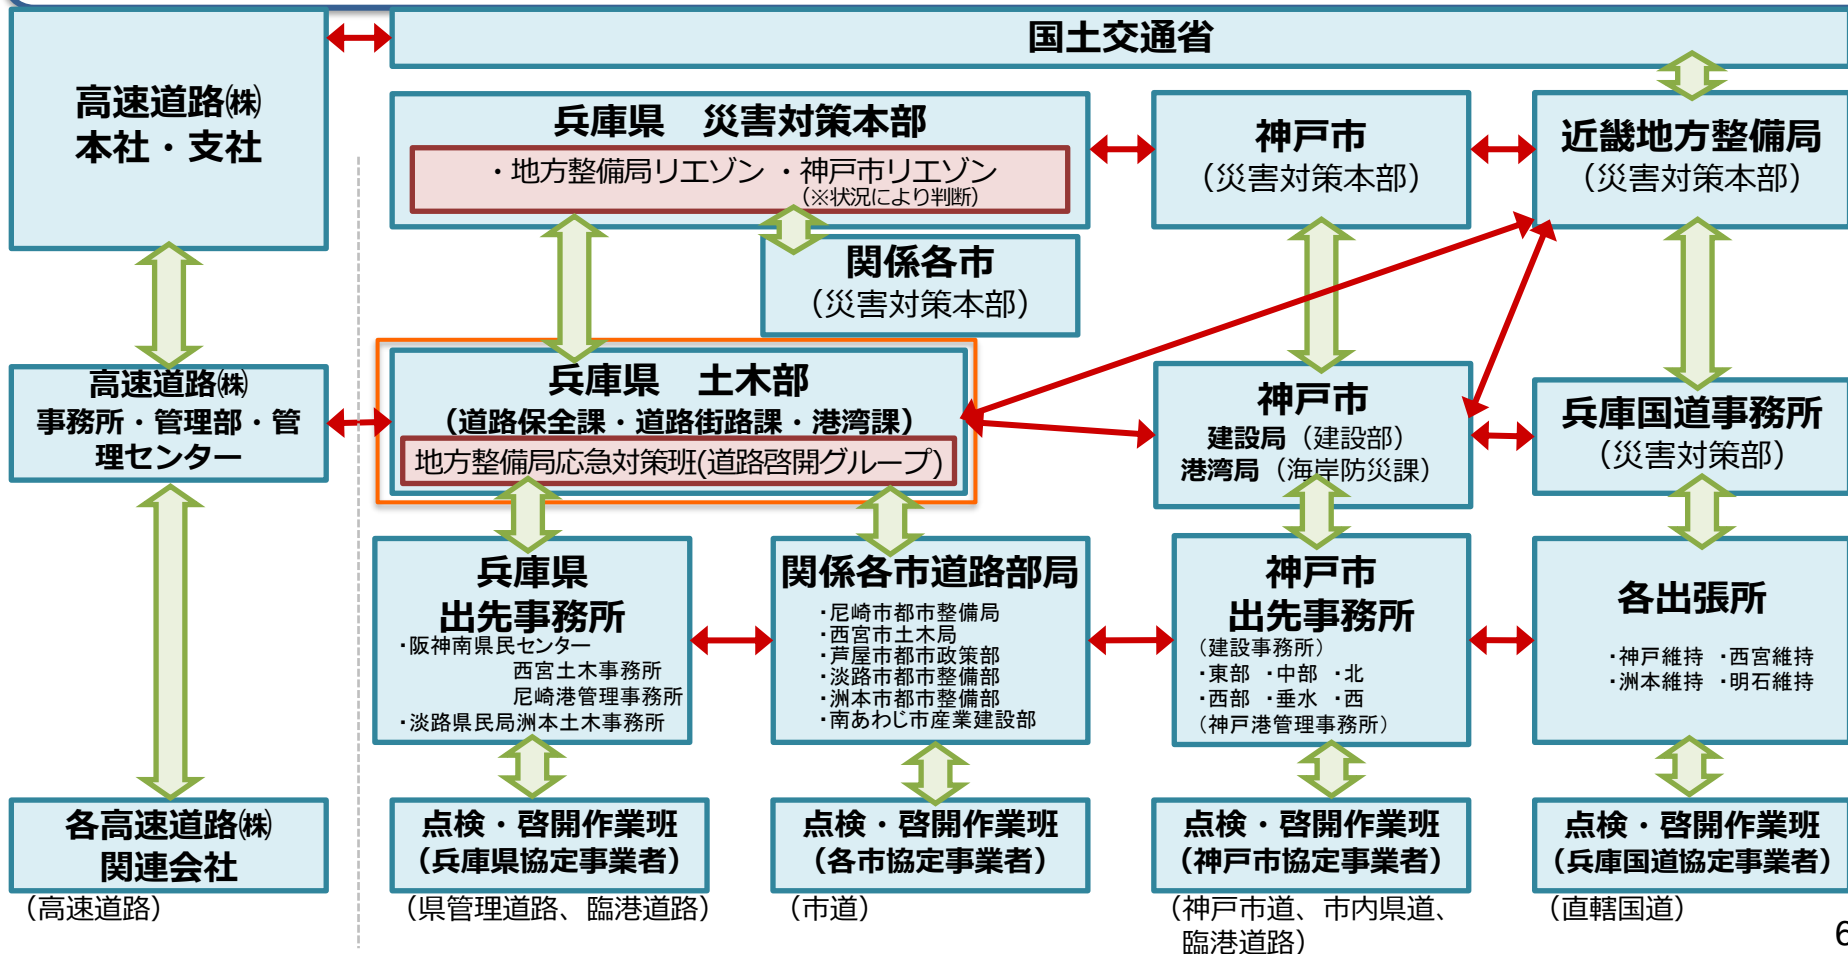 国土交通省
高速道路㈱
本社・支社
兵庫県　災害対策本部
・地方整備局リエゾン ・神戸市リエゾン
（※状況により判断）
神戸市
（災害対策本部）
近畿地方整備局
（災害対策本部）
関係各市
（災害対策本部）
高速道路㈱
事務所・管理部・管
理センター
兵庫県　土木部
（道路保全課・道路街路課・港湾課）
地方整備局応急対策班(道路啓開グループ)
神戸市
建設局（建設部）
港湾局（海岸防災課）
兵庫国道事務所
（災害対策部）
兵庫県
出先事務所
・阪神南県民センター
西宮土木事務所
尼崎港管理事務所
・淡路県民局洲本土木事務所
関係各市道路部局
・尼崎市都市整備局
・西宮市土木局
・芦屋市都市政策部
・淡路市都市整備部
・洲本市都市整備部
・南あわじ市産業建設部
神戸市
出先事務所
（建設事務所）
・東部 ・中部 ・北
・西部 ・垂水 ・西
（神戸港管理事務所）
各出張所
・神戸維持 ・西宮維持
・洲本維持 ・明石維持
各高速道路㈱
関連会社
（高速道路）
点検・啓開作業班
（兵庫県協定事業者）
（県管理道路、臨港道路）
点検・啓開作業班
（各市協定事業者）
（市道）
点検・啓開作業班
（神戸市協定事業者）
（神戸市道、市内県道、
臨港道路）
点検・啓開作業班
（兵庫国道協定事業者）
（直轄国道）
6